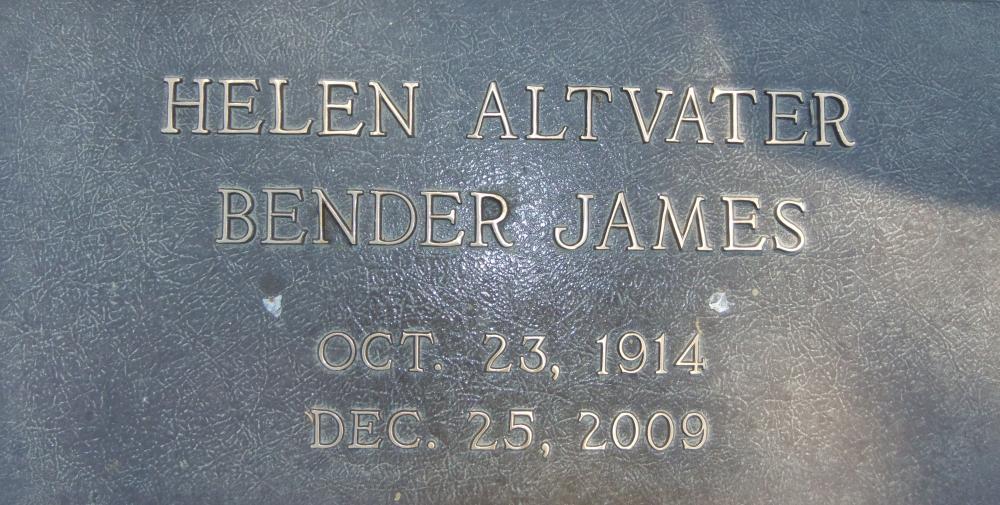 HELEN ALTVATER
BENDER JAMES
OCT. 23, 1914
DEC. 25, 2009